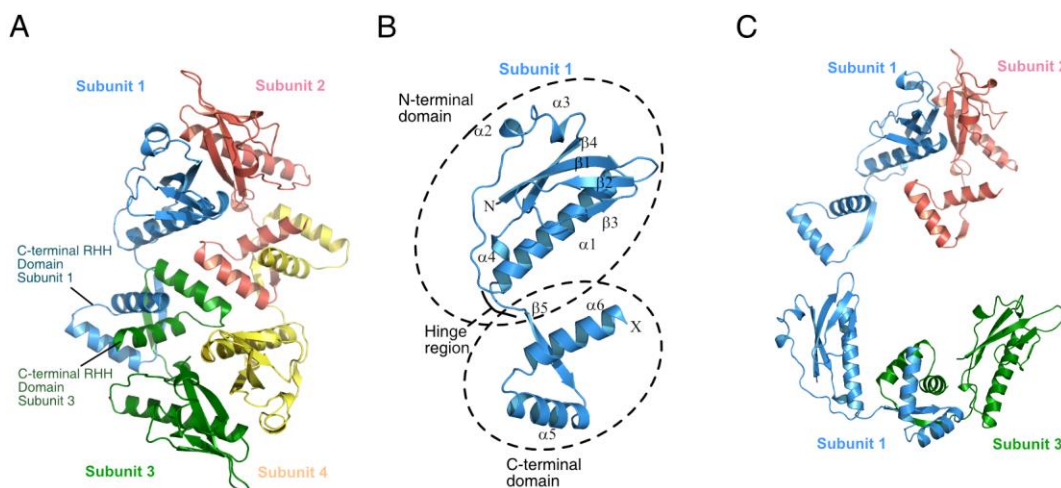 A
Subunit 1
Subunit 2
C-terminal RHH
Domain
Subunit 1
C-terminal RHH
Domain
Subunit 3
Subunit 3
Subunit 4
B
Subunit 1
N-terminal
domain
α3
α2
β4
β1
β2
N
β3
α1
α4
β5
α6
X
Hinge
region
α5
C-terminal
domain
C
Subunit 1
Subunit 2
Subunit 1
Subunit 3